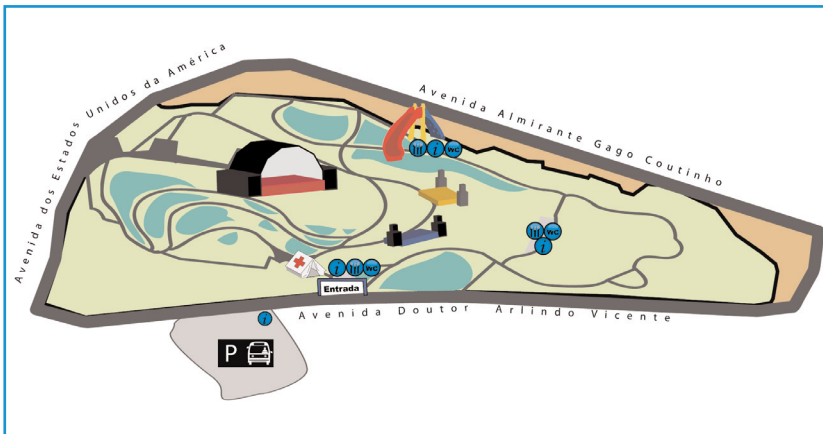 Avenida dos Estados Unidos da América
Avenida Almirante Gago Coutinho
i WC
WC
i
i WC
Entrada
Avenida Doutor Arlindo Vicente
i
P